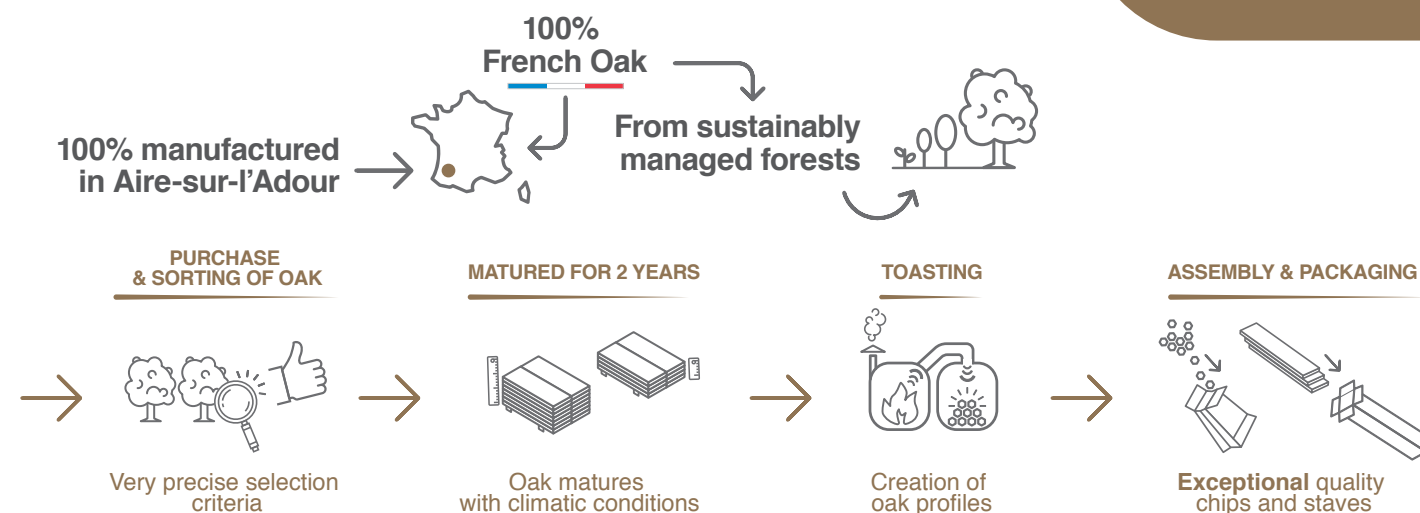 100%
French Oak
From sustainably
managed forests
100% manufactured
in Aire-sur-l'Adour
PURCHASE
& SORTING OF OAK
Very precise selection
criteria
MATURED FOR 2 YEARS
Oak matures
with climatic conditions
TOASTING
Creation of
oak profiles
ASSEMBLY & PACKAGING
Exceptional quality
chips and staves